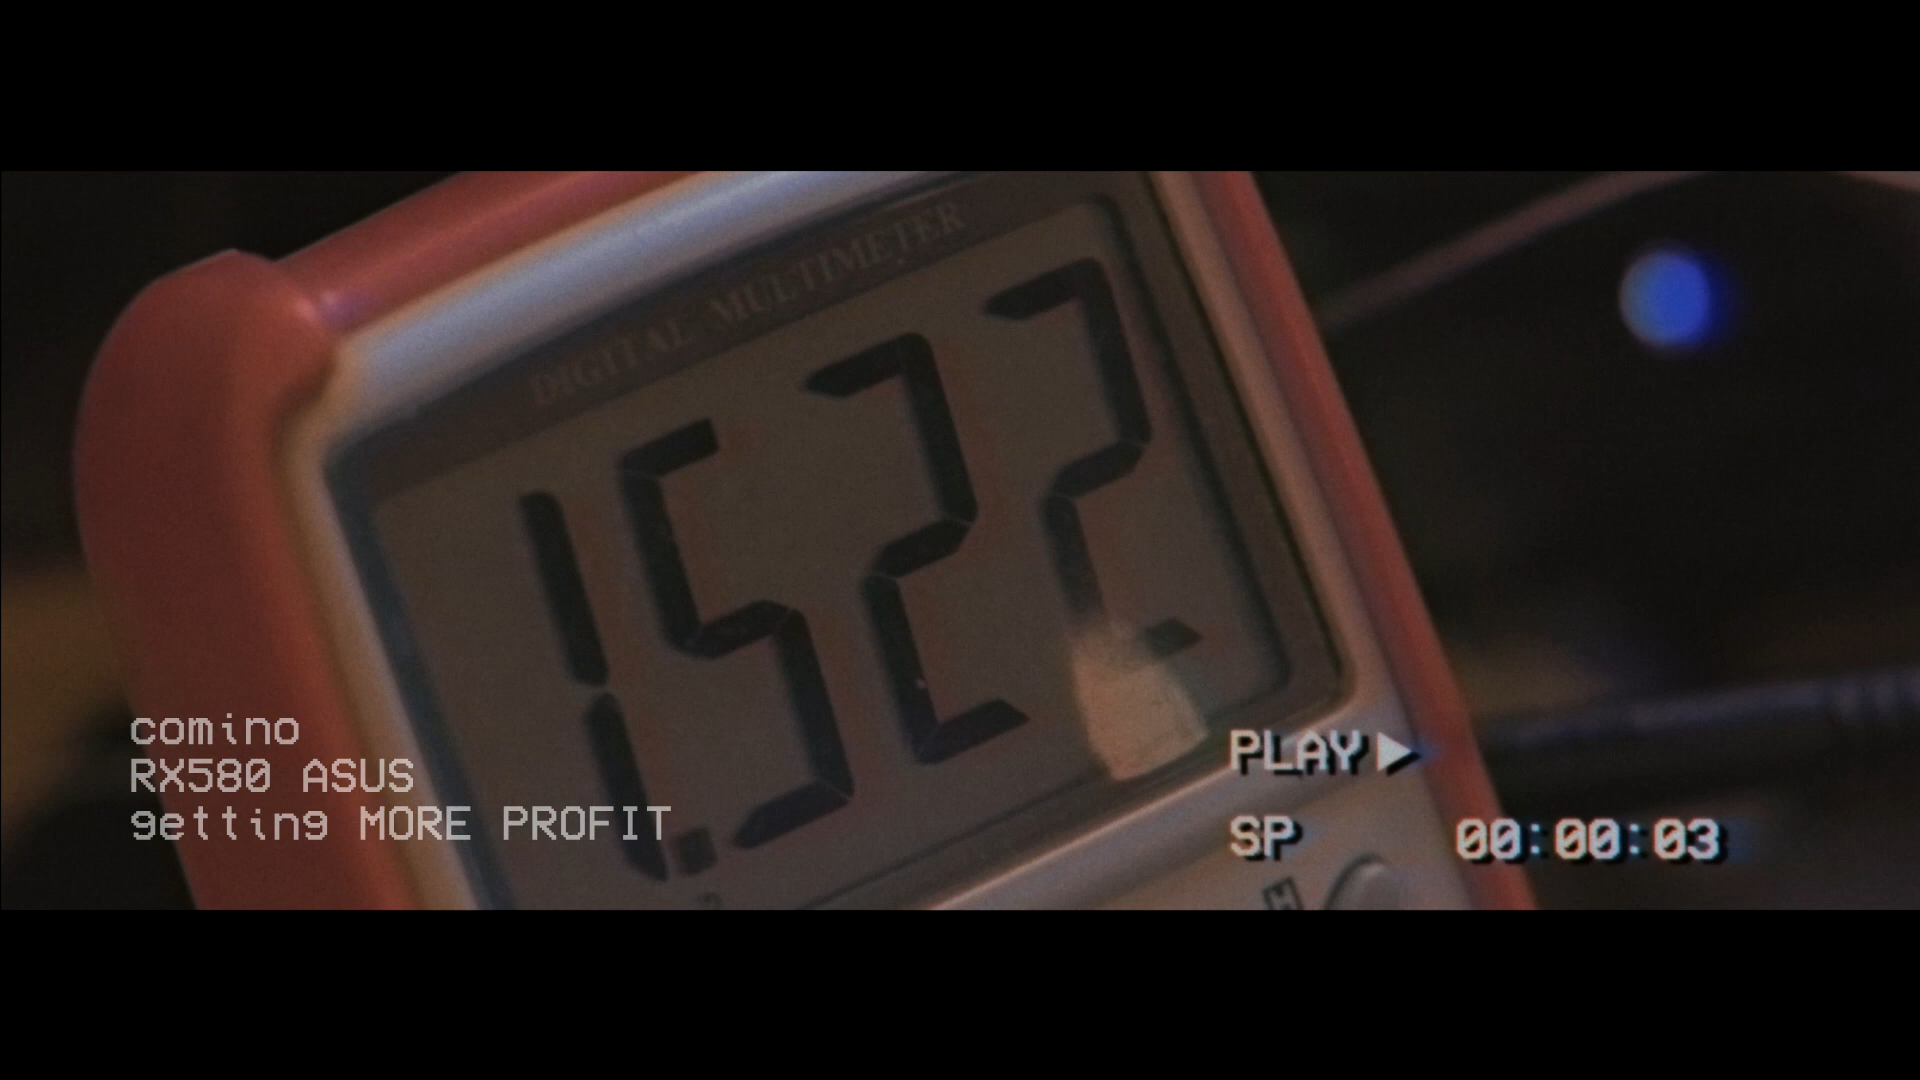 DIGITAL MULTIMETER
1.522
comino
RX580 ASUS
getting MORE PROFIT
PLAY
SP 00:00:03
H